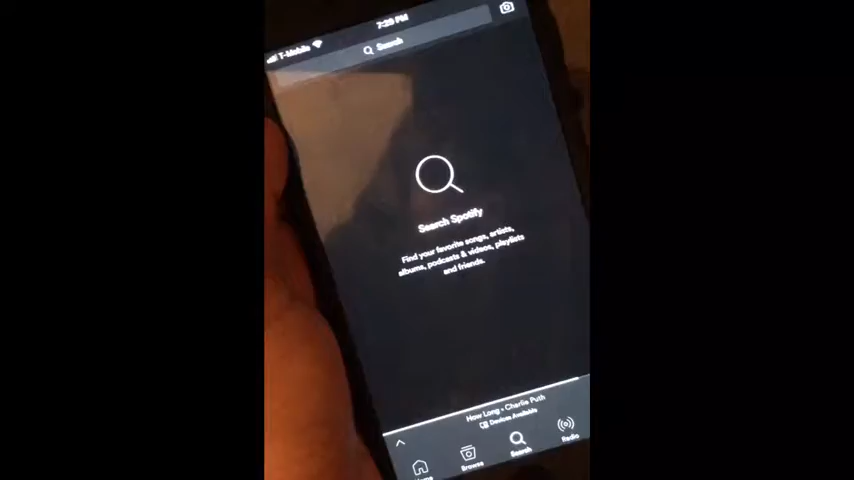 T-Mobile 7:29 PM
Search
Search Spotify
Find your favorite songs, artists,
albums, podcasts & videos, playlists
and friends.
How Long • Charlie Puth
Devices Available
Home Browse Search Radio